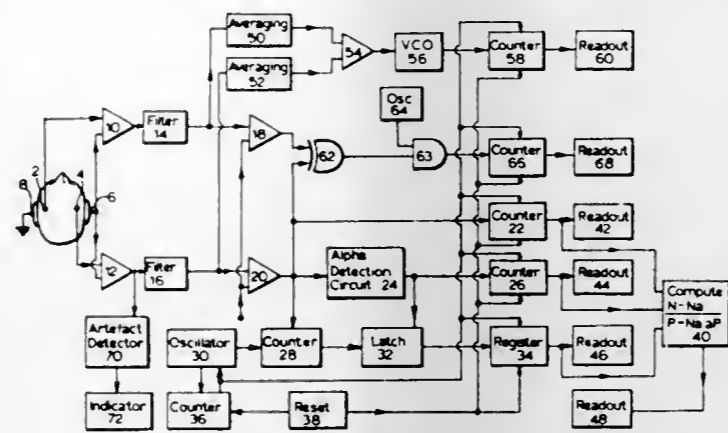 Averaging
50
Averaging
52
54
VCO
56
Counter
58
Readout
60
Osc
64
10
Filter
14
18
62
63
Counter
66
Readout
68
2
4
8
6
Counter
22
Readout
42
12
Filter
16
20
Alpha
Detection
Circuit 24
Counter
26
Readout
44
Compute
N-Na
P-Na aP
40
Artefact
Detector
70
Oscillator
30
Counter
28
Latch
32
Register
34
Readout
46
Indicator
72
Counter
36
Reset
38
Readout
48